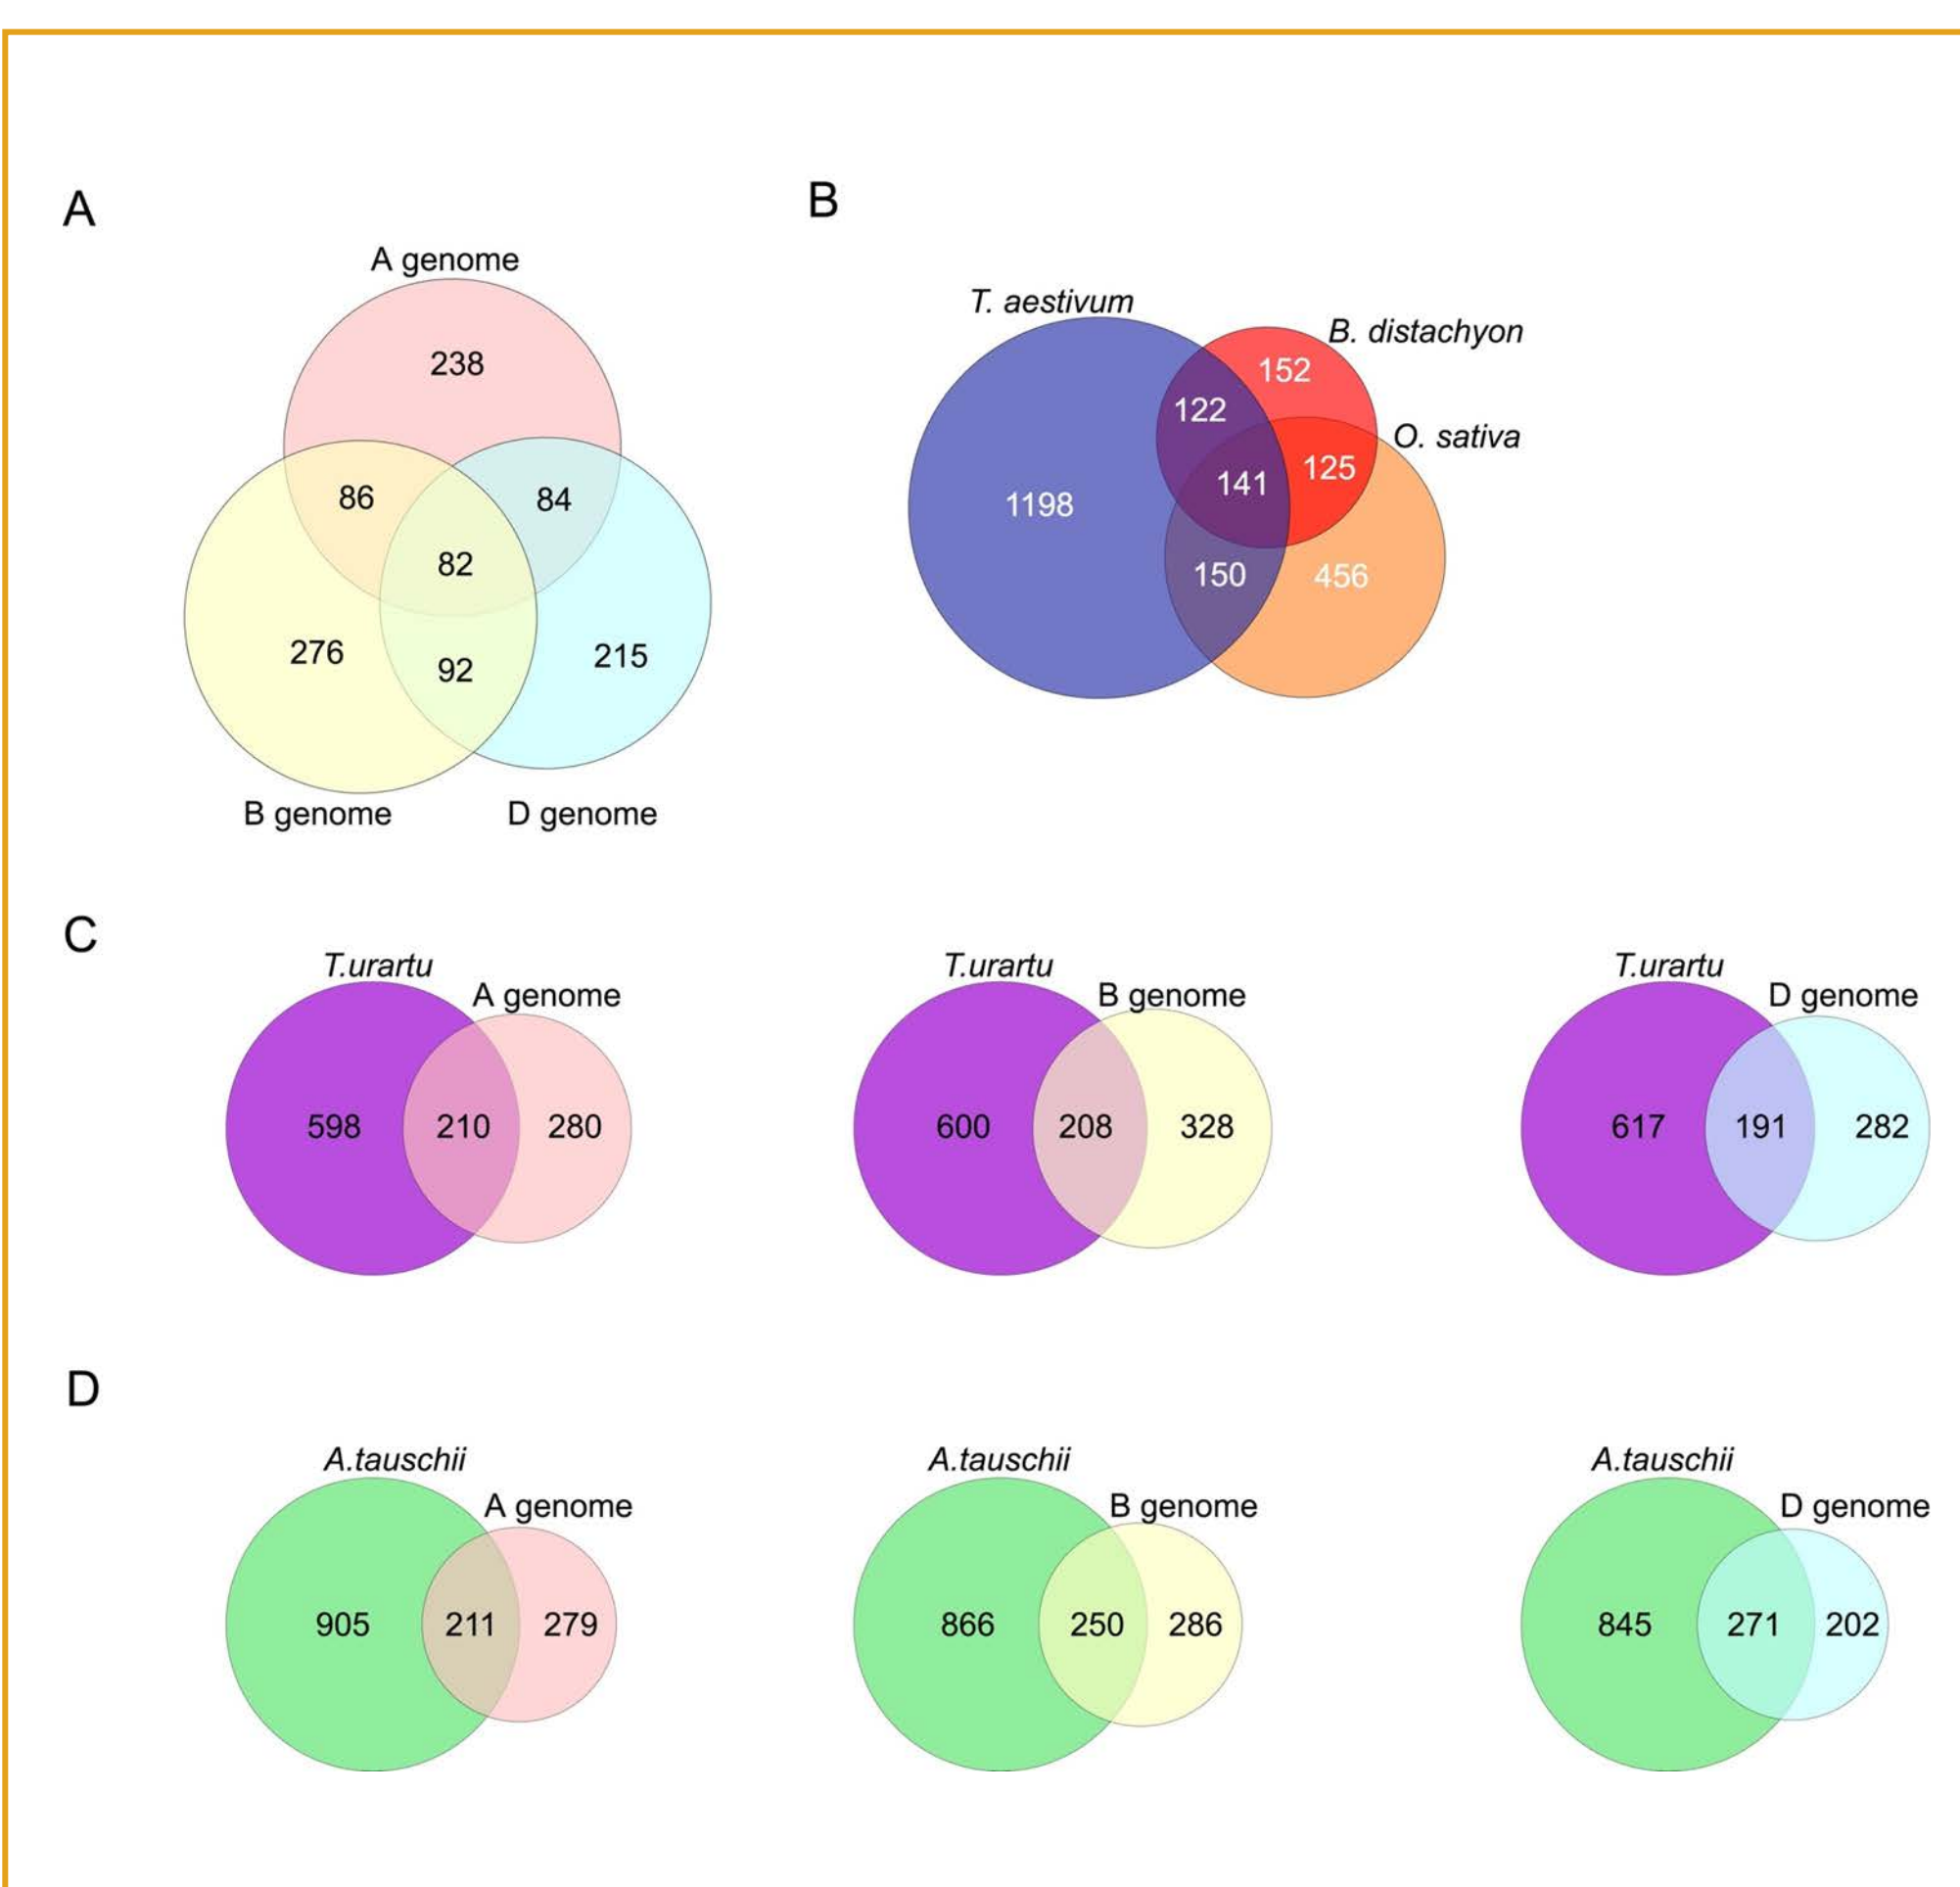 A
B
A genome
238
86
84
82
276
92
215
B genome
D genome
T. aestivum
B. distachyon
152
122
O. sativa
125
141
1198
150
456
C
T.urartu
A genome
598
210
280
T.urartu
B genome
600
208
328
T.urartu
D genome
617
191
282
D
A.tauschii
A genome
905
211
279
A.tauschii
B genome
866
250
286
A.tauschii
D genome
845
271
202